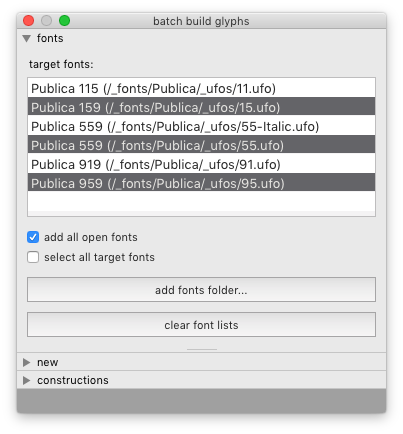 batch build glyphs
fonts
target fonts:
Publica 115 (/_fonts/Publica/_ufos/11.ufo)
Publica 159 (/_fonts/Publica/_ufos/15.ufo)
Publica 559 (/_fonts/Publica/_ufos/55-Italic.ufo)
Publica 559 (/_fonts/Publica/_ufos/55.ufo)
Publica 919 (/_fonts/Publica/_ufos/91.ufo)
Publica 959 (/_fonts/Publica/_ufos/95.ufo)
add all open fonts
select all target fonts
add fonts folder...
clear font lists
new
constructions